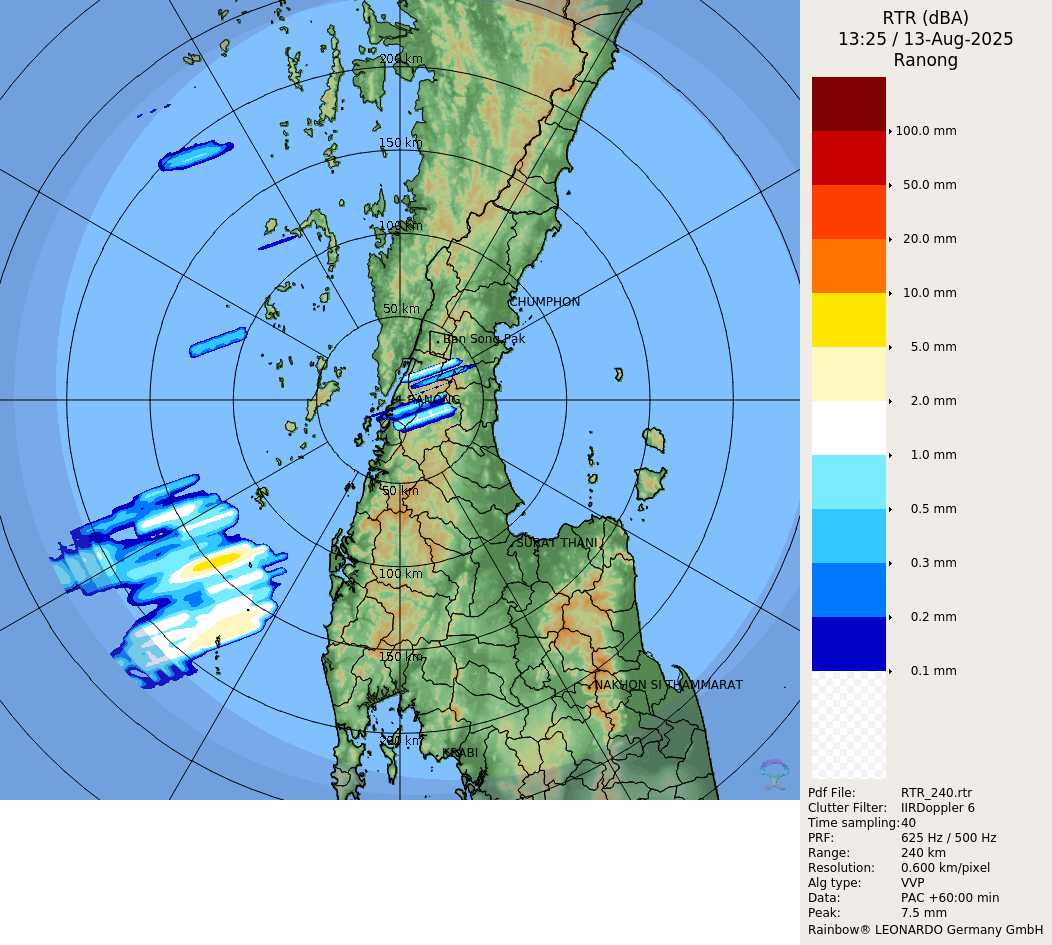 200 km
150 km
100 km
50 km
CHUMPHON
Ban Song Pak
RANONG
50 km
SURAT THANI
100 km
150 km
NAKHON SI THAMMARAT
200 km
KRABI
RTR (dBA)
13:25 / 13-Aug-2025
Ranong
100.0 mm
50.0 mm
20.0 mm
10.0 mm
5.0 mm
2.0 mm
1.0 mm
0.5 mm
0.3 mm
0.2 mm
0.1 mm
Pdf File: RTR_240.rtr
Clutter Filter: IIRDoppler 6
Time sampling:40
PRF: 625 Hz / 500 Hz
Range: 240 km
Resolution: 0.600 km/pixel
Alg type: VVP
Data: PAC +60:00 min
Peak: 7.5 mm
Rainbow® LEONARDO Germany GmbH